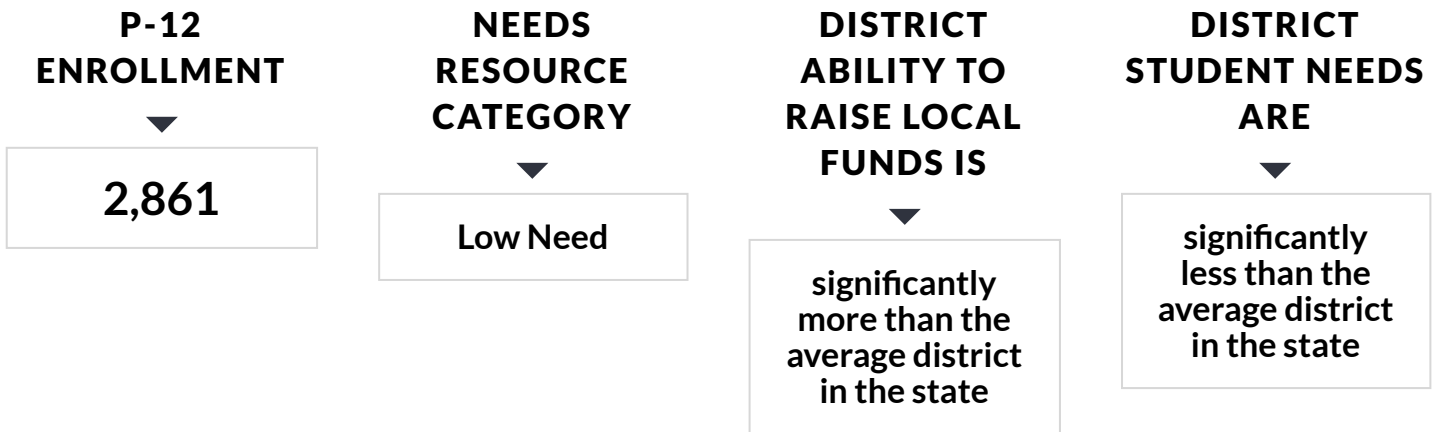 P-12
ENROLLMENT
2,861
NEEDS
RESOURCE
CATEGORY
Low Need
DISTRICT
ABILITY TO
RAISE LOCAL
FUNDS IS
significantly
more than the
average district
in the state
DISTRICT
STUDENT NEEDS
ARE
significantly
less than the
average district
in the state